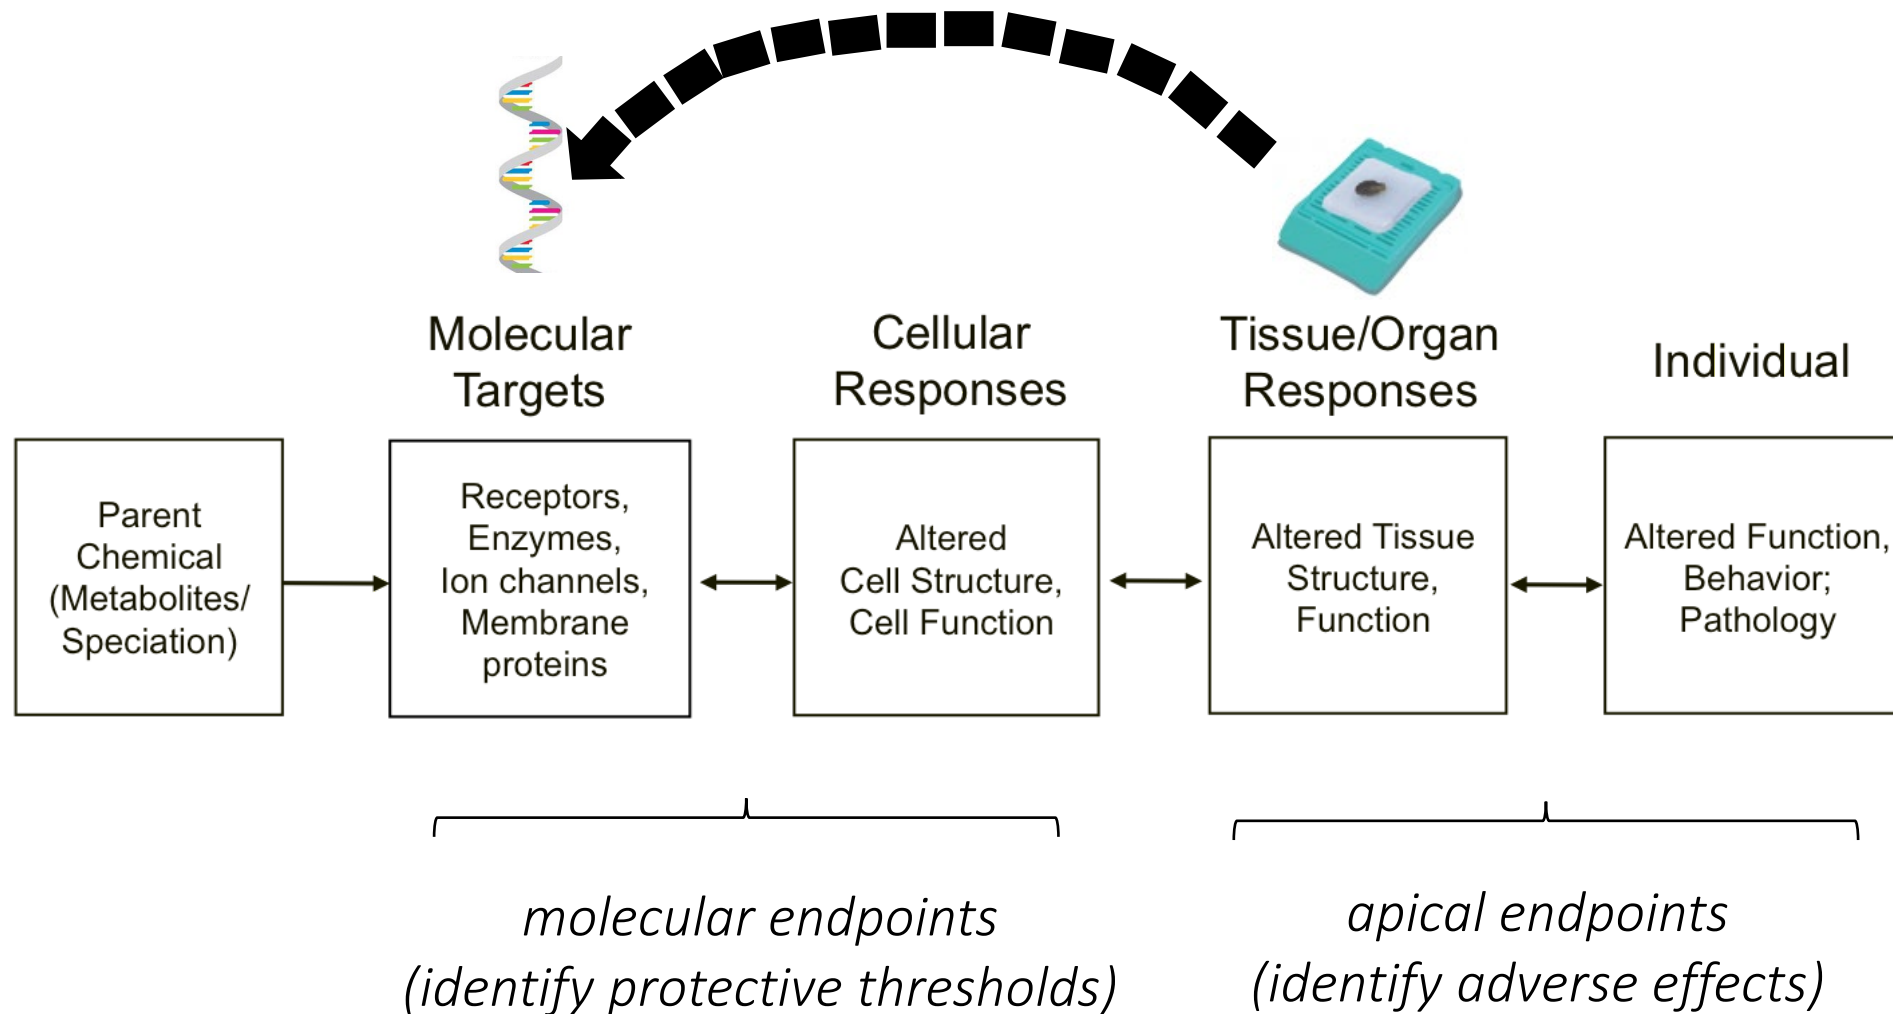 Molecular
Targets
Cellular
Responses
Tissue/Organ
Responses
Individual
Parent
Chemical
(Metabolites/
Speciation)
Receptors,
Enzymes,
Ion channels,
Membrane
proteins
Altered
Cell Structure,
Cell Function
Altered Tissue
Structure,
Function
Altered Function,
Behavior;
Pathology
molecular endpoints
(identify protective thresholds)
apical endpoints
(identify adverse effects)